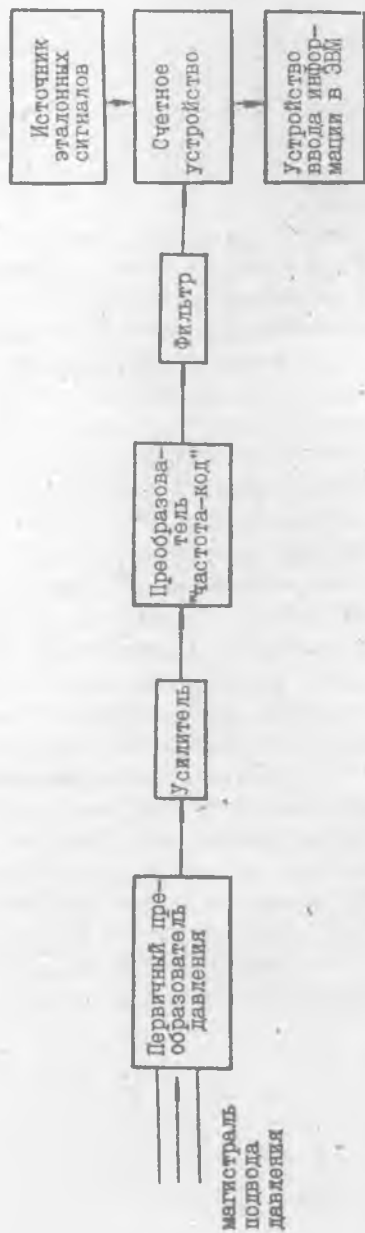 магистраль
подвода
давления
Первичный пре-
образователь
давления
Усилитель
Преобразова-
тель
"частота-код"
Фильтр
Источник
эталонных
сигналов
Счетное
устройство
Устройство
ввода инфор-
мации в ЭВМ